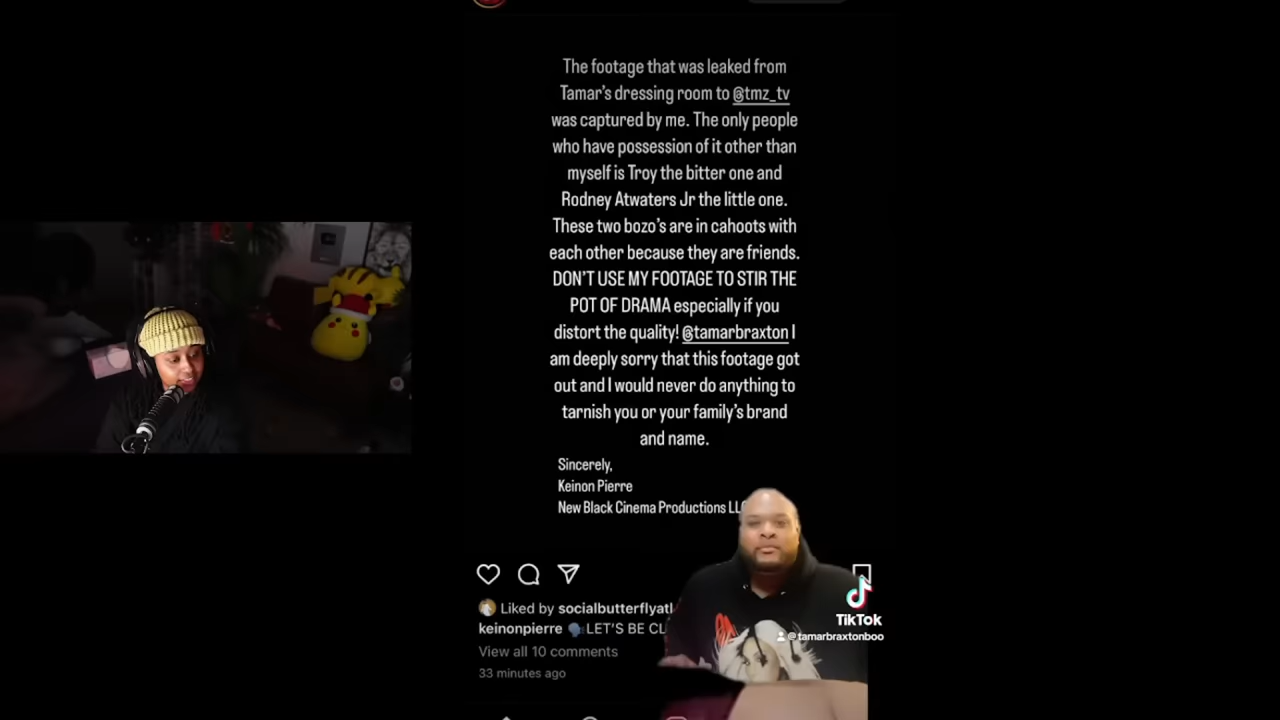 The footage that was leaked from
Tamar's dressing room to @tmz_tv
was captured by me. The only people
who have possession of it other than
myself is Troy the bitter one and
Rodney Atwaters Jr the little one.
These two bozo's are in cahoots with
each other because they are friends.
DON'T USE MY FOOTAGE TO STIR THE
POT OF DRAMA especially if you
distort the quality! @tamarbraxton I
am deeply sorry that this footage got
out and I would never do anything to
tarnish you or your family's brand
and name.
Sincerely,
Keinon Pierre
New Black Cinema Productions LLC
Liked by socialbutterflyatl
keinonpierre 🗣️LET'S BE CL
View all 10 comments
33 minutes ago
TikTok
@tamarbraxtonboo